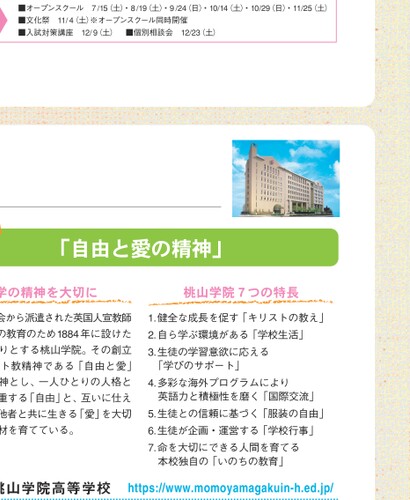 ■オープンスクール 7/15（土）・8/19（土）・9/24（日）・10/14（土）・10/29（日）・11/25（土）
■文化祭 11/4（土）※オープンスクール同時開催
■入試対策講座 12/9（土） ■個別相談会 12/23（土）
「自由と愛の精神」
学の精神を大切に
会から派遣された英国人宣教師
の教育のため1884年に設けた
りとする桃山学院。その創立
ト教精神である「自由と愛」
神とし、一人ひとりの人格と
重する「自由」と、互いに仕え
他者と共に生きる「愛」を大切
材を育てている。
桃山学院７つの特長
1.健全な成長を促す「キリストの教え」
2.自ら学ぶ環境がある「学校生活」
3.生徒の学習意欲に応える
「学びのサポート」
4.多彩な海外プログラムにより
英語力と積極性を磨く「国際交流」
5.生徒との信頼に基づく「服装の自由」
6.生徒が企画・運営する「学校行事」
7.命を大切にできる人間を育てる
本校独自の「いのちの教育」
桃山学院高等学校 https://www.momoyamagakuin-h.ed.jp/